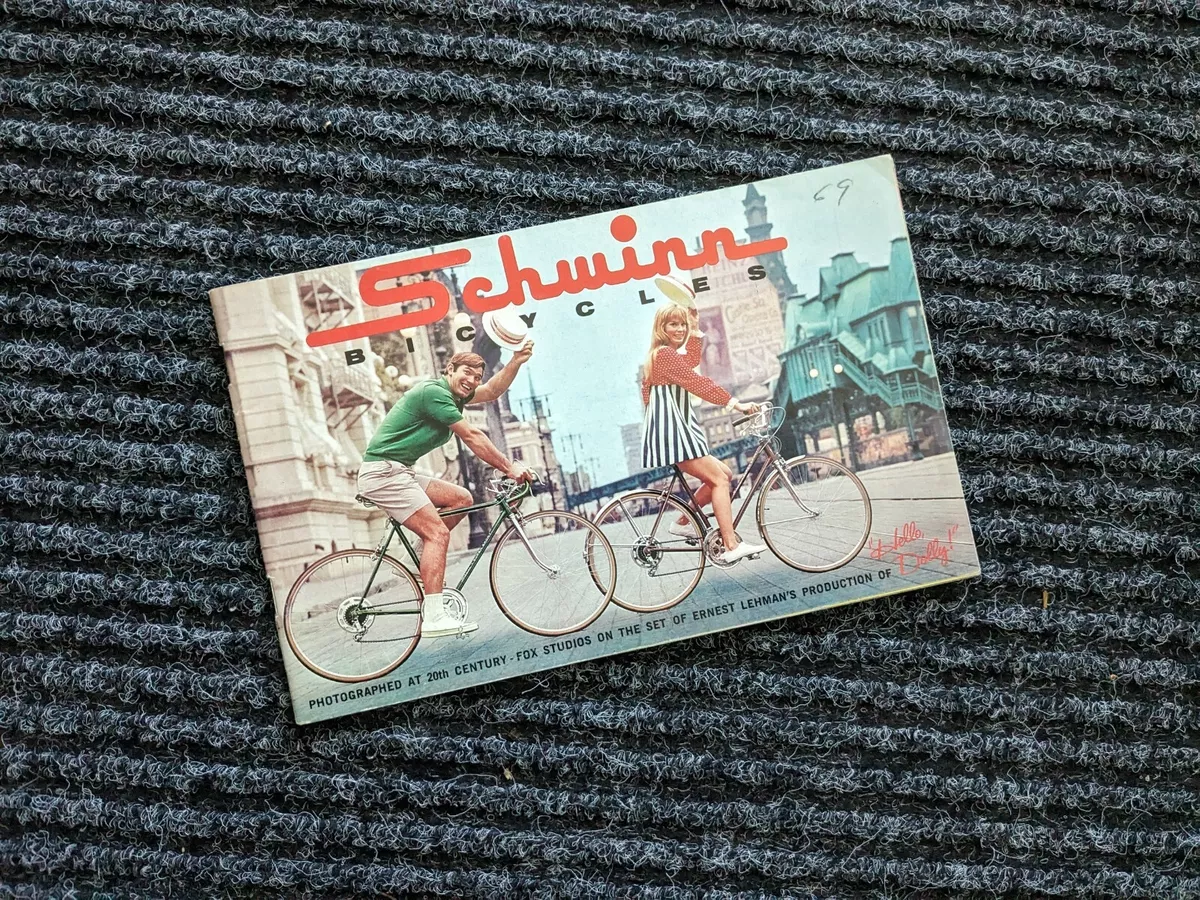 69
Schwinn
BICYCLES
"Hello,
Dolly!"
PHOTOGRAPHED AT 20th CENTURY-FOX STUDIOS ON THE SET OF ERNEST LEHMAN'S PRODUCTION OF